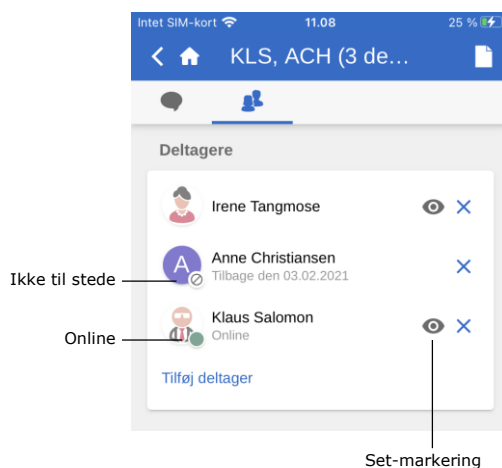 Intet SIM-kort 11.08 25 %
KLS, ACH (3 de...
Deltagere
Irene Tangmose
A
Anne Christiansen
Tilbage den 03.02.2021
Ikke til stede
Klaus Salomon
Online
Online
Tilføj deltager
Set-markering